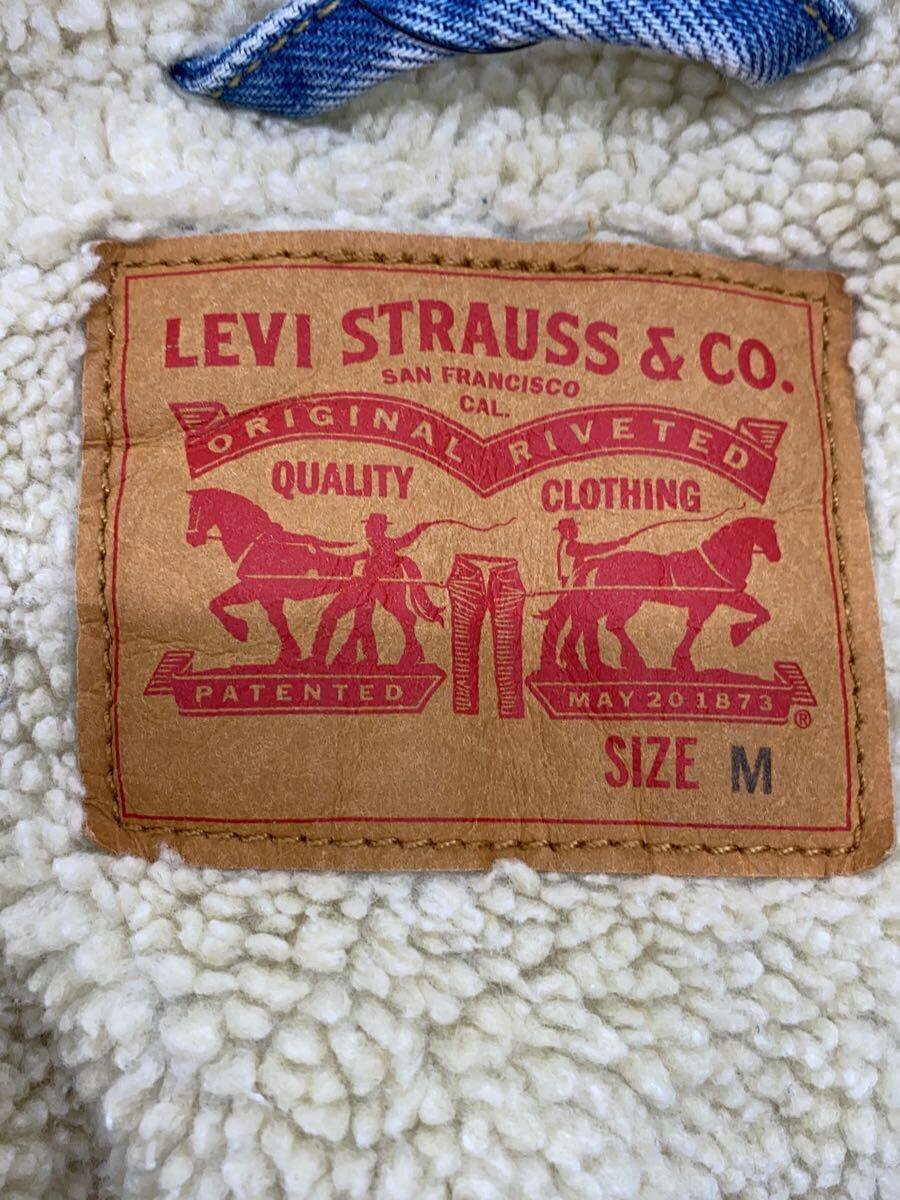 LEVI STRAUSS & CO.
SAN FRANCISCO
CAL.
ORIGINAL RIVETED
QUALITY CLOTHING
PATENTED MAY 20 1873 ®
SIZE M